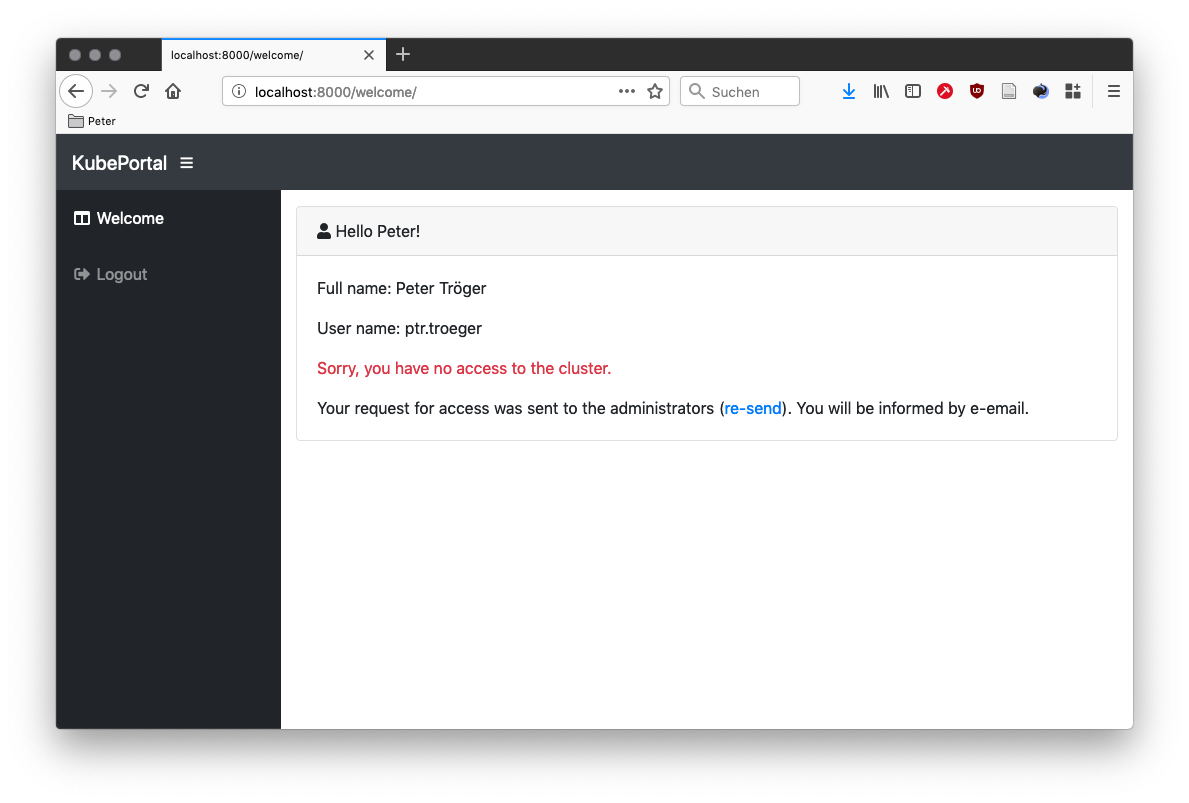 localhost:8000/welcome/
localhost:8000/welcome/
Suchen
Peter
KubePortal
Welcome
Logout
Hello Peter!
Full name: Peter Tröger
User name: ptr.troeger
Sorry, you have no access to the cluster.
Your request for access was sent to the administrators (re-send). You will be informed by e-email.